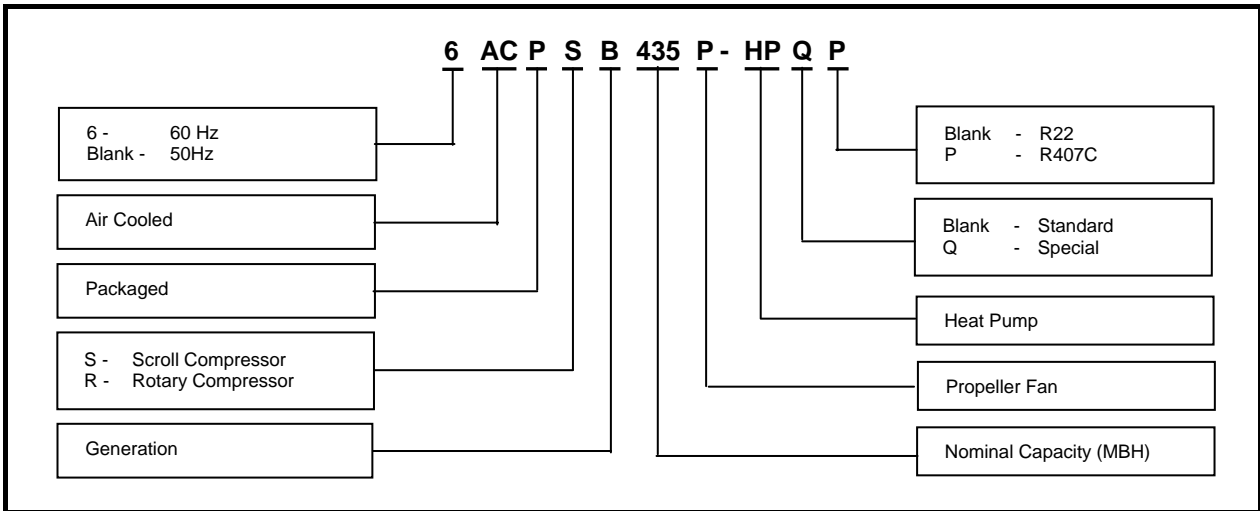 6 AC P S B 435 P - HP Q P
6 - 60 Hz
Blank - 50Hz
Air Cooled
Packaged
S - Scroll Compressor
R - Rotary Compressor
Generation
Blank - R22
P - R407C
Blank - Standard
Q - Special
Heat Pump
Propeller Fan
Nominal Capacity (MBH)